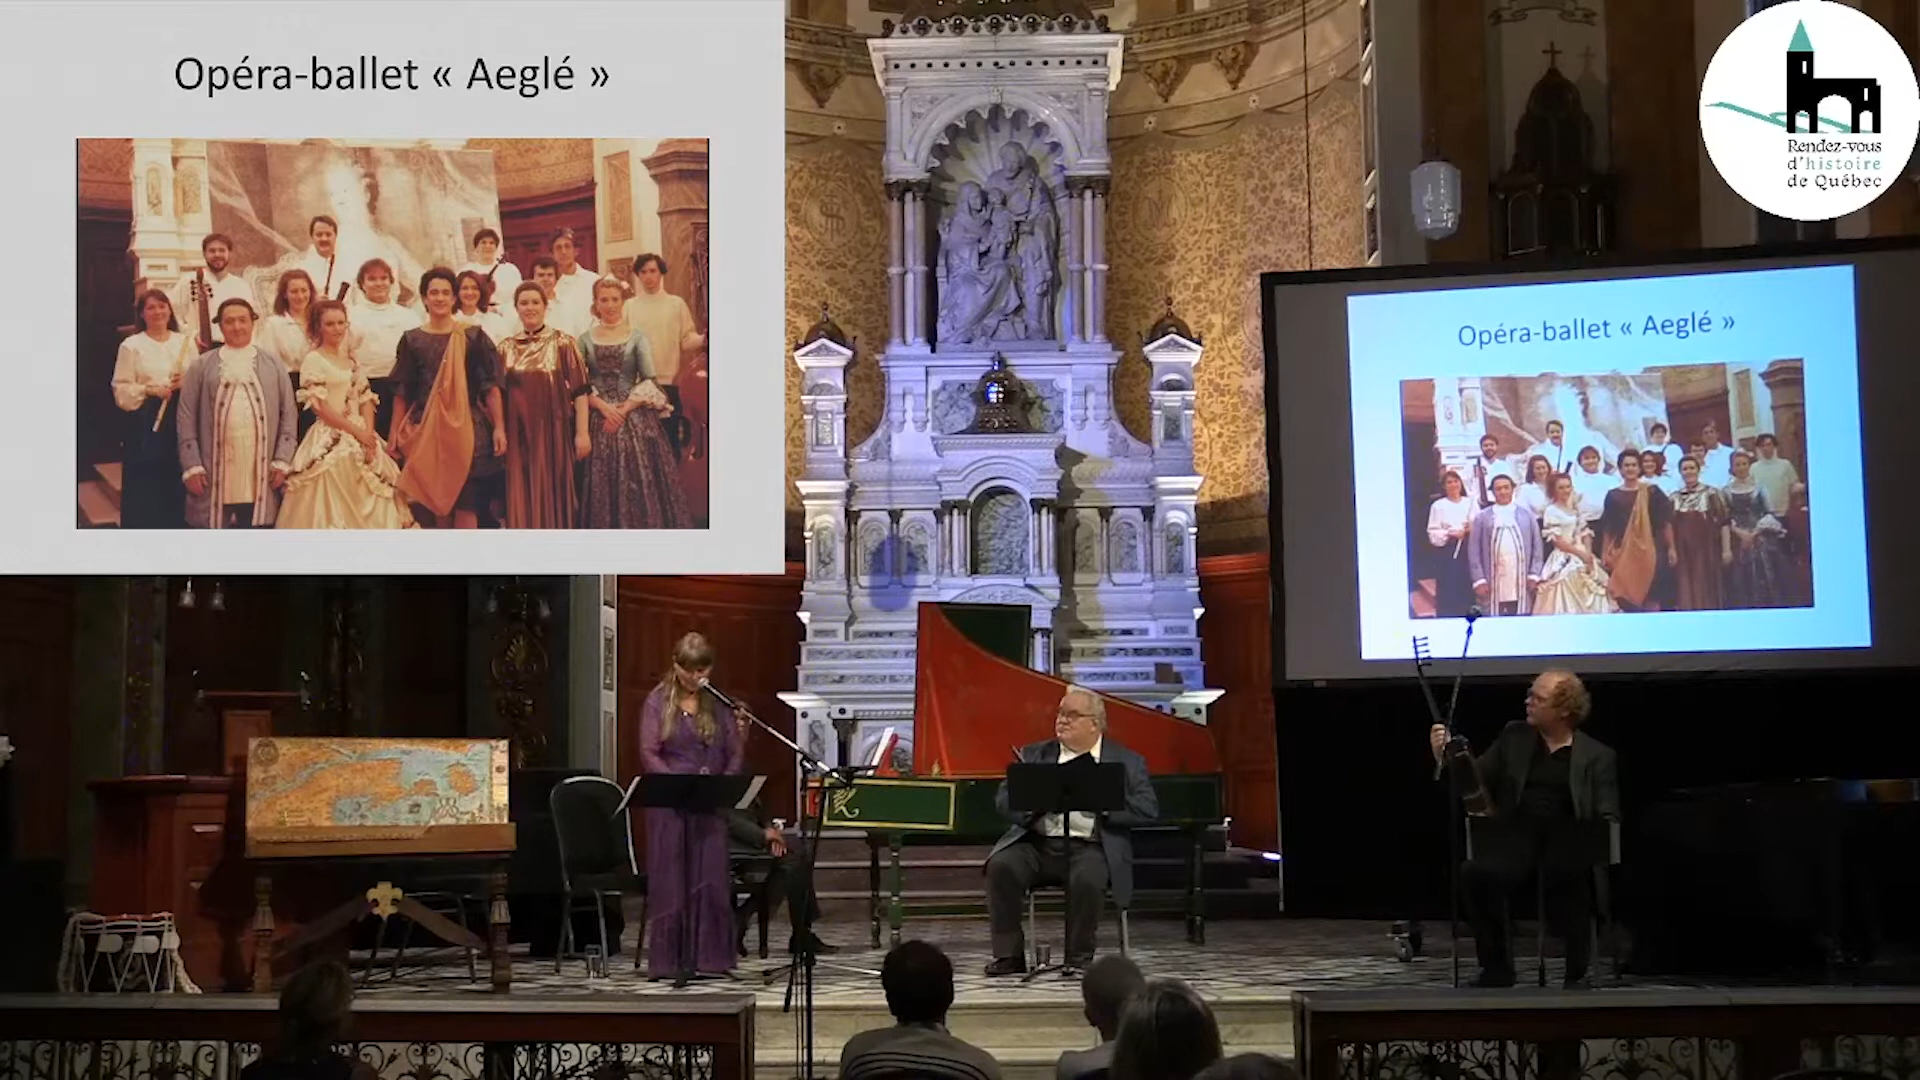 Opéra-ballet « Aeglé »
Rendez-vous
d'histoire
de Québec
Opéra-ballet « Aeglé »